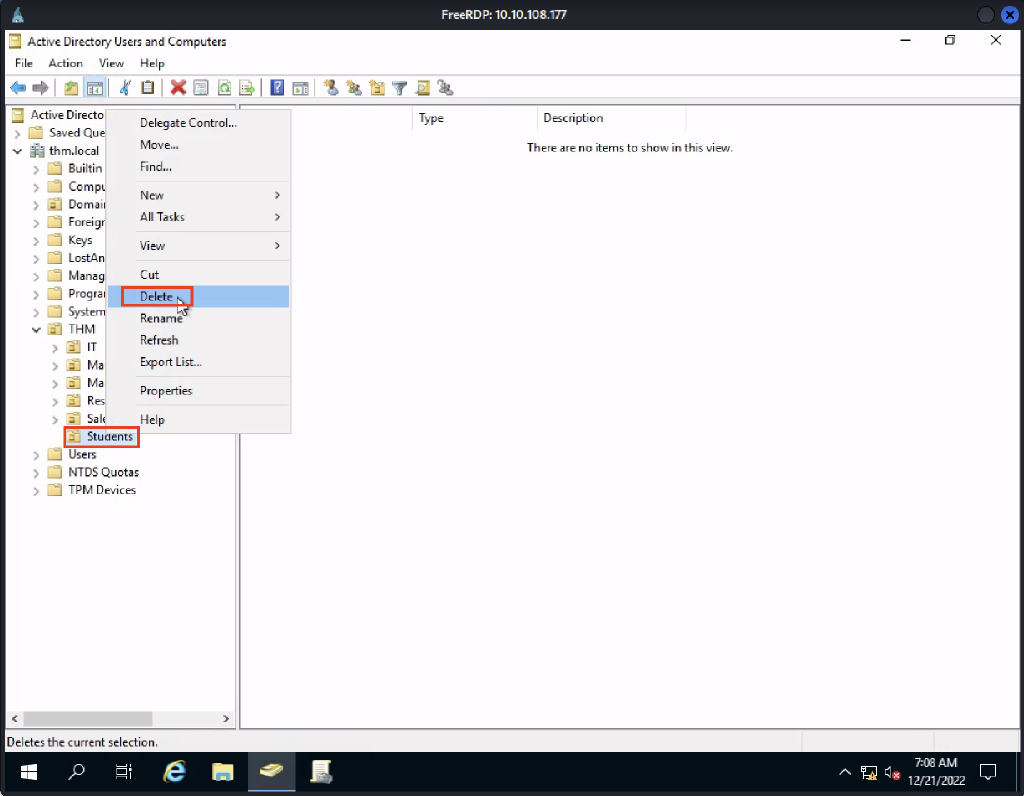 FreeRDP: 10.10.108.177
Active Directory Users and Computers
File Action View Help
Active Directo
Saved Que
thm.local
Builtin
Compu
Domain
Foreign
Keys
LostAn
Manag
Program
System
THM
IT
Ma
Ma
Res
Sale
Students
Users
NTDS Quotas
TPM Devices
Delegate Control...
Move...
Find...
New
All Tasks
View
Cut
Delete
Rename
Refresh
Export List...
Properties
Help
Type Description
There are no items to show in this view.
Deletes the current selection.
7:08 AM
12/21/2022